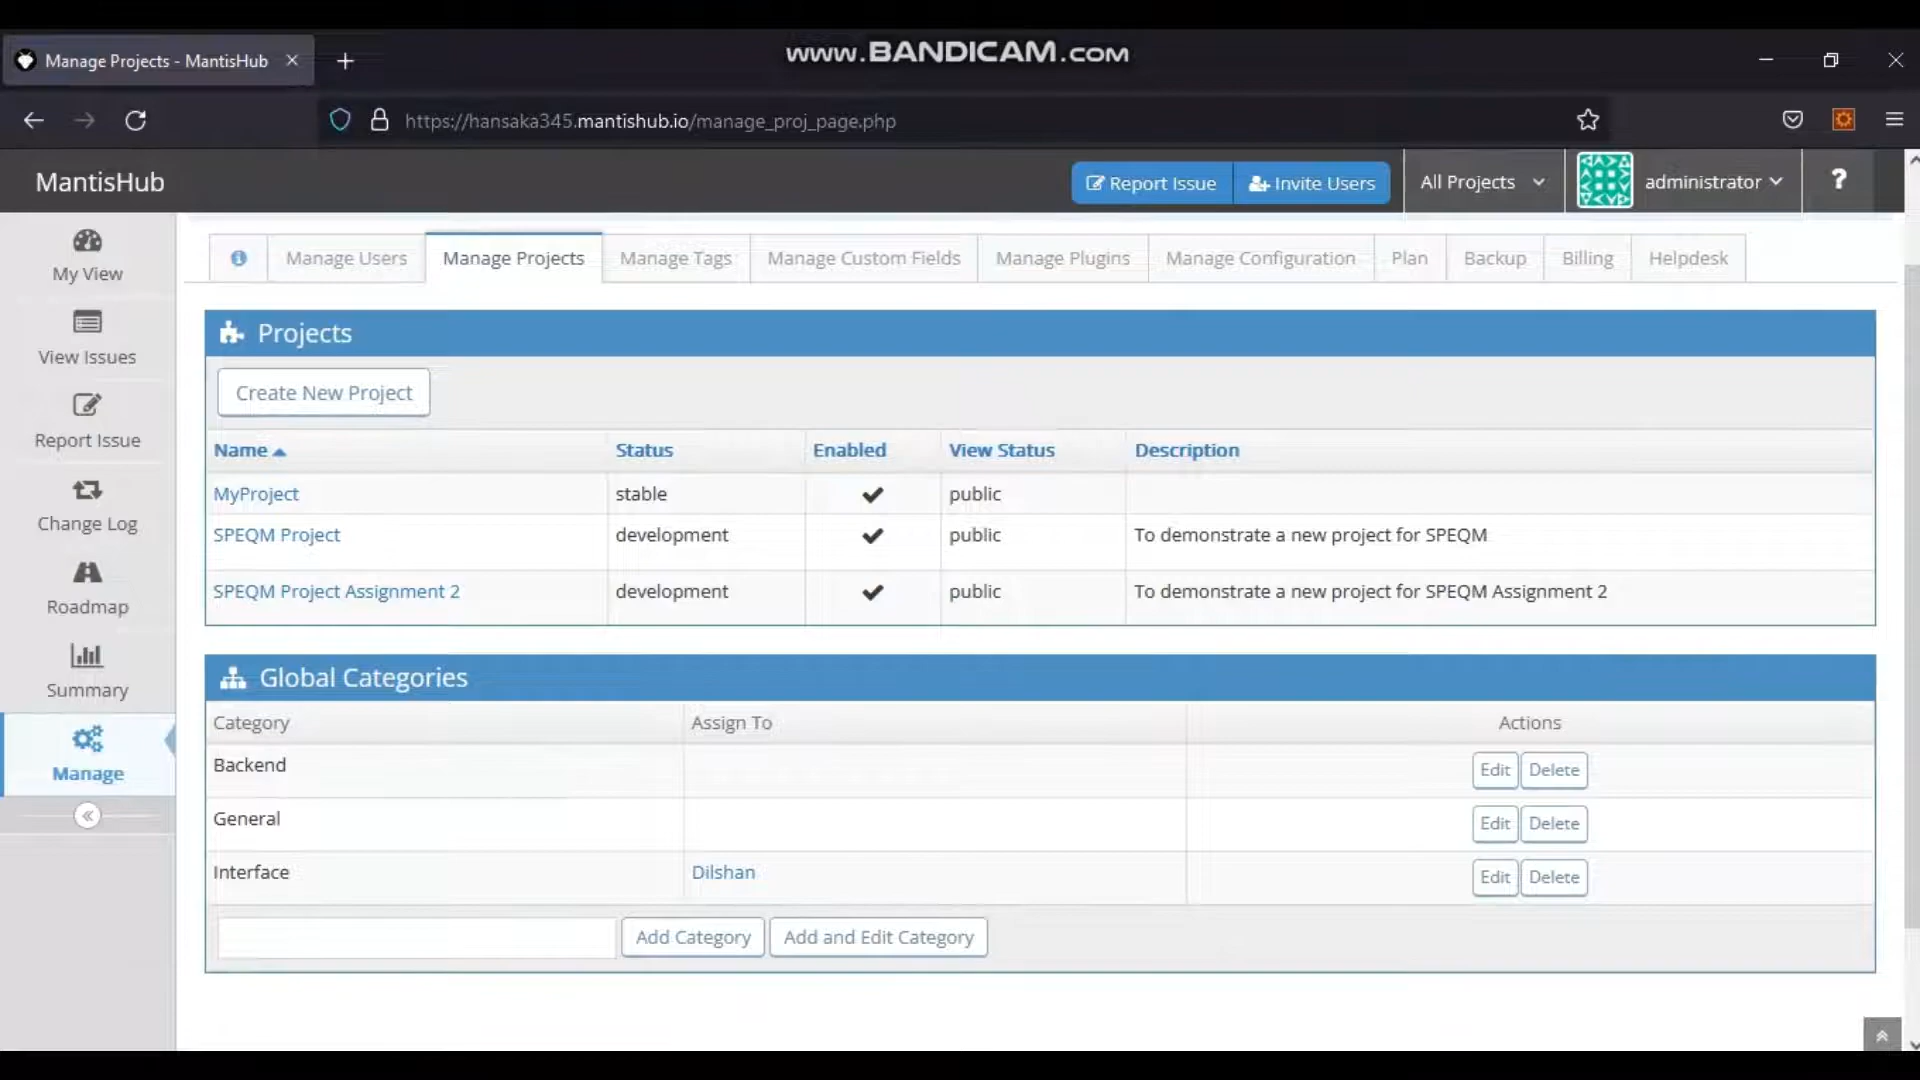 www.BANDICAM.com
Manage Projects - MantisHub
https://hansaka345.mantishub.io/manage_proj_page.php
MantisHub
Report Issue
Invite Users
All Projects
administrator
?
My View
View Issues
Report Issue
Change Log
Roadmap
Summary
Manage
Manage Users
Manage Projects
Manage Tags
Manage Custom Fields
Manage Plugins
Manage Configuration
Plan
Backup
Billing
Helpdesk
Projects
Create New Project
Name Status Enabled View Status Description
MyProject stable public
SPEQM Project development public To demonstrate a new project for SPEQM
SPEQM Project Assignment 2 development public To demonstrate a new project for SPEQM Assignment 2
Global Categories
Category Assign To Actions
Backend Edit Delete
General Edit Delete
Interface Dilshan Edit Delete
Add Category Add and Edit Category